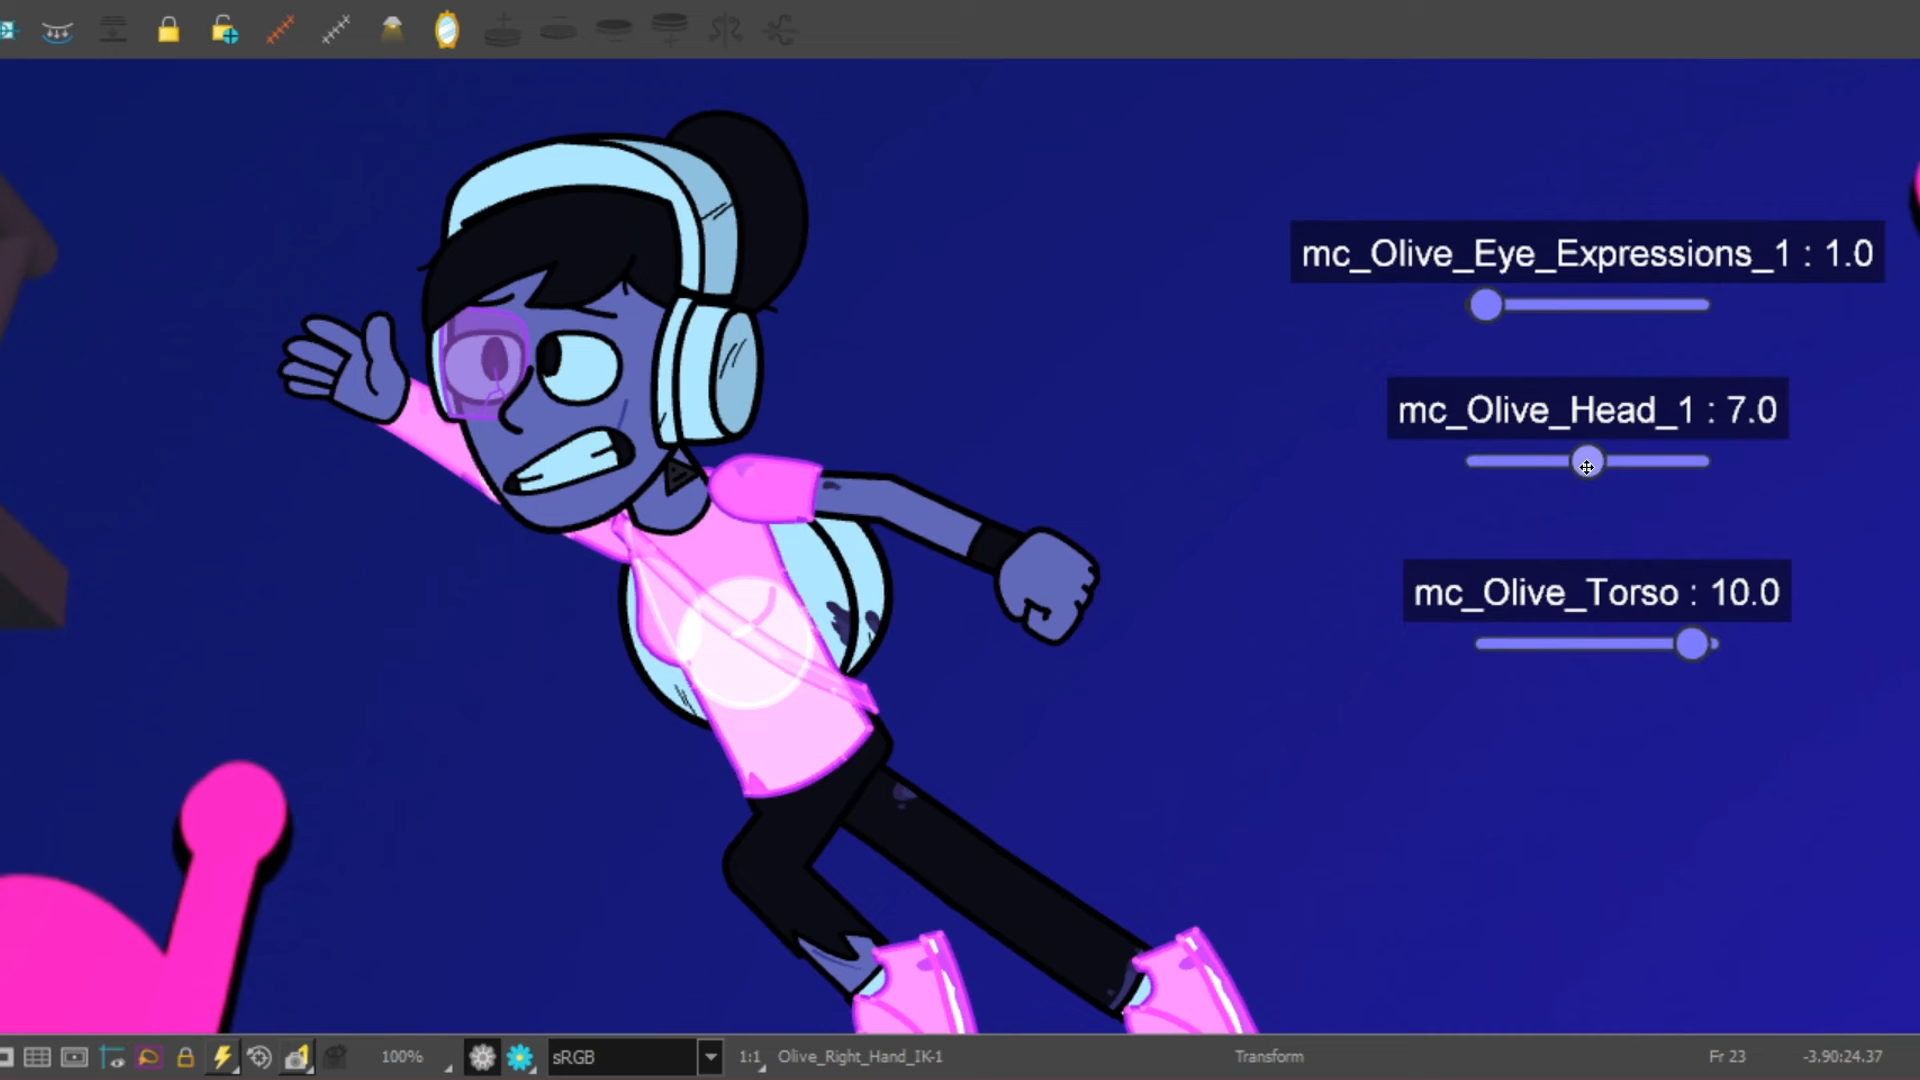 mc_Olive_Eye_Expressions_1 : 1.0
mc_Olive_Head_1 : 7.0
mc_Olive_Torso : 10.0
100% sRGB 1:1 Olive_Right_Hand_IK-1 Transform Fr 23 -3.90:24.37